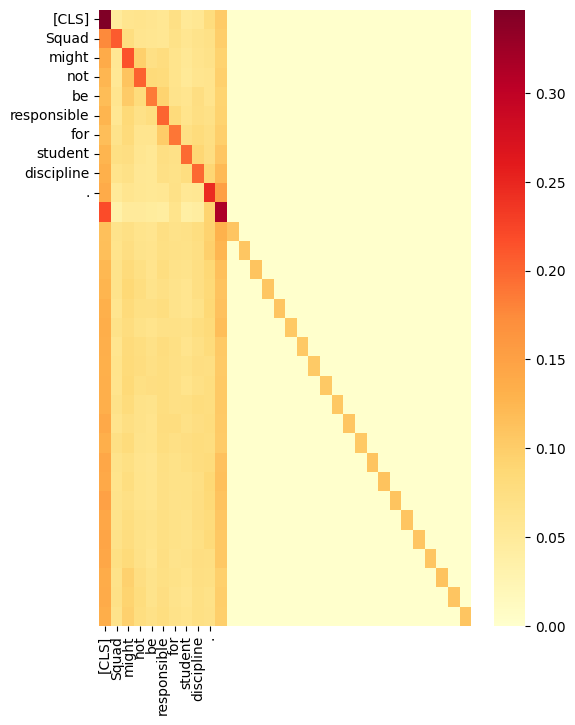 [CLS]
Squad
might
not
be
responsible
for
student
discipline
.
0.30
0.25
0.20
0.15
0.10
0.05
0.00
[CLS]
Squad
might
not
be
responsible
for
student
discipline
.